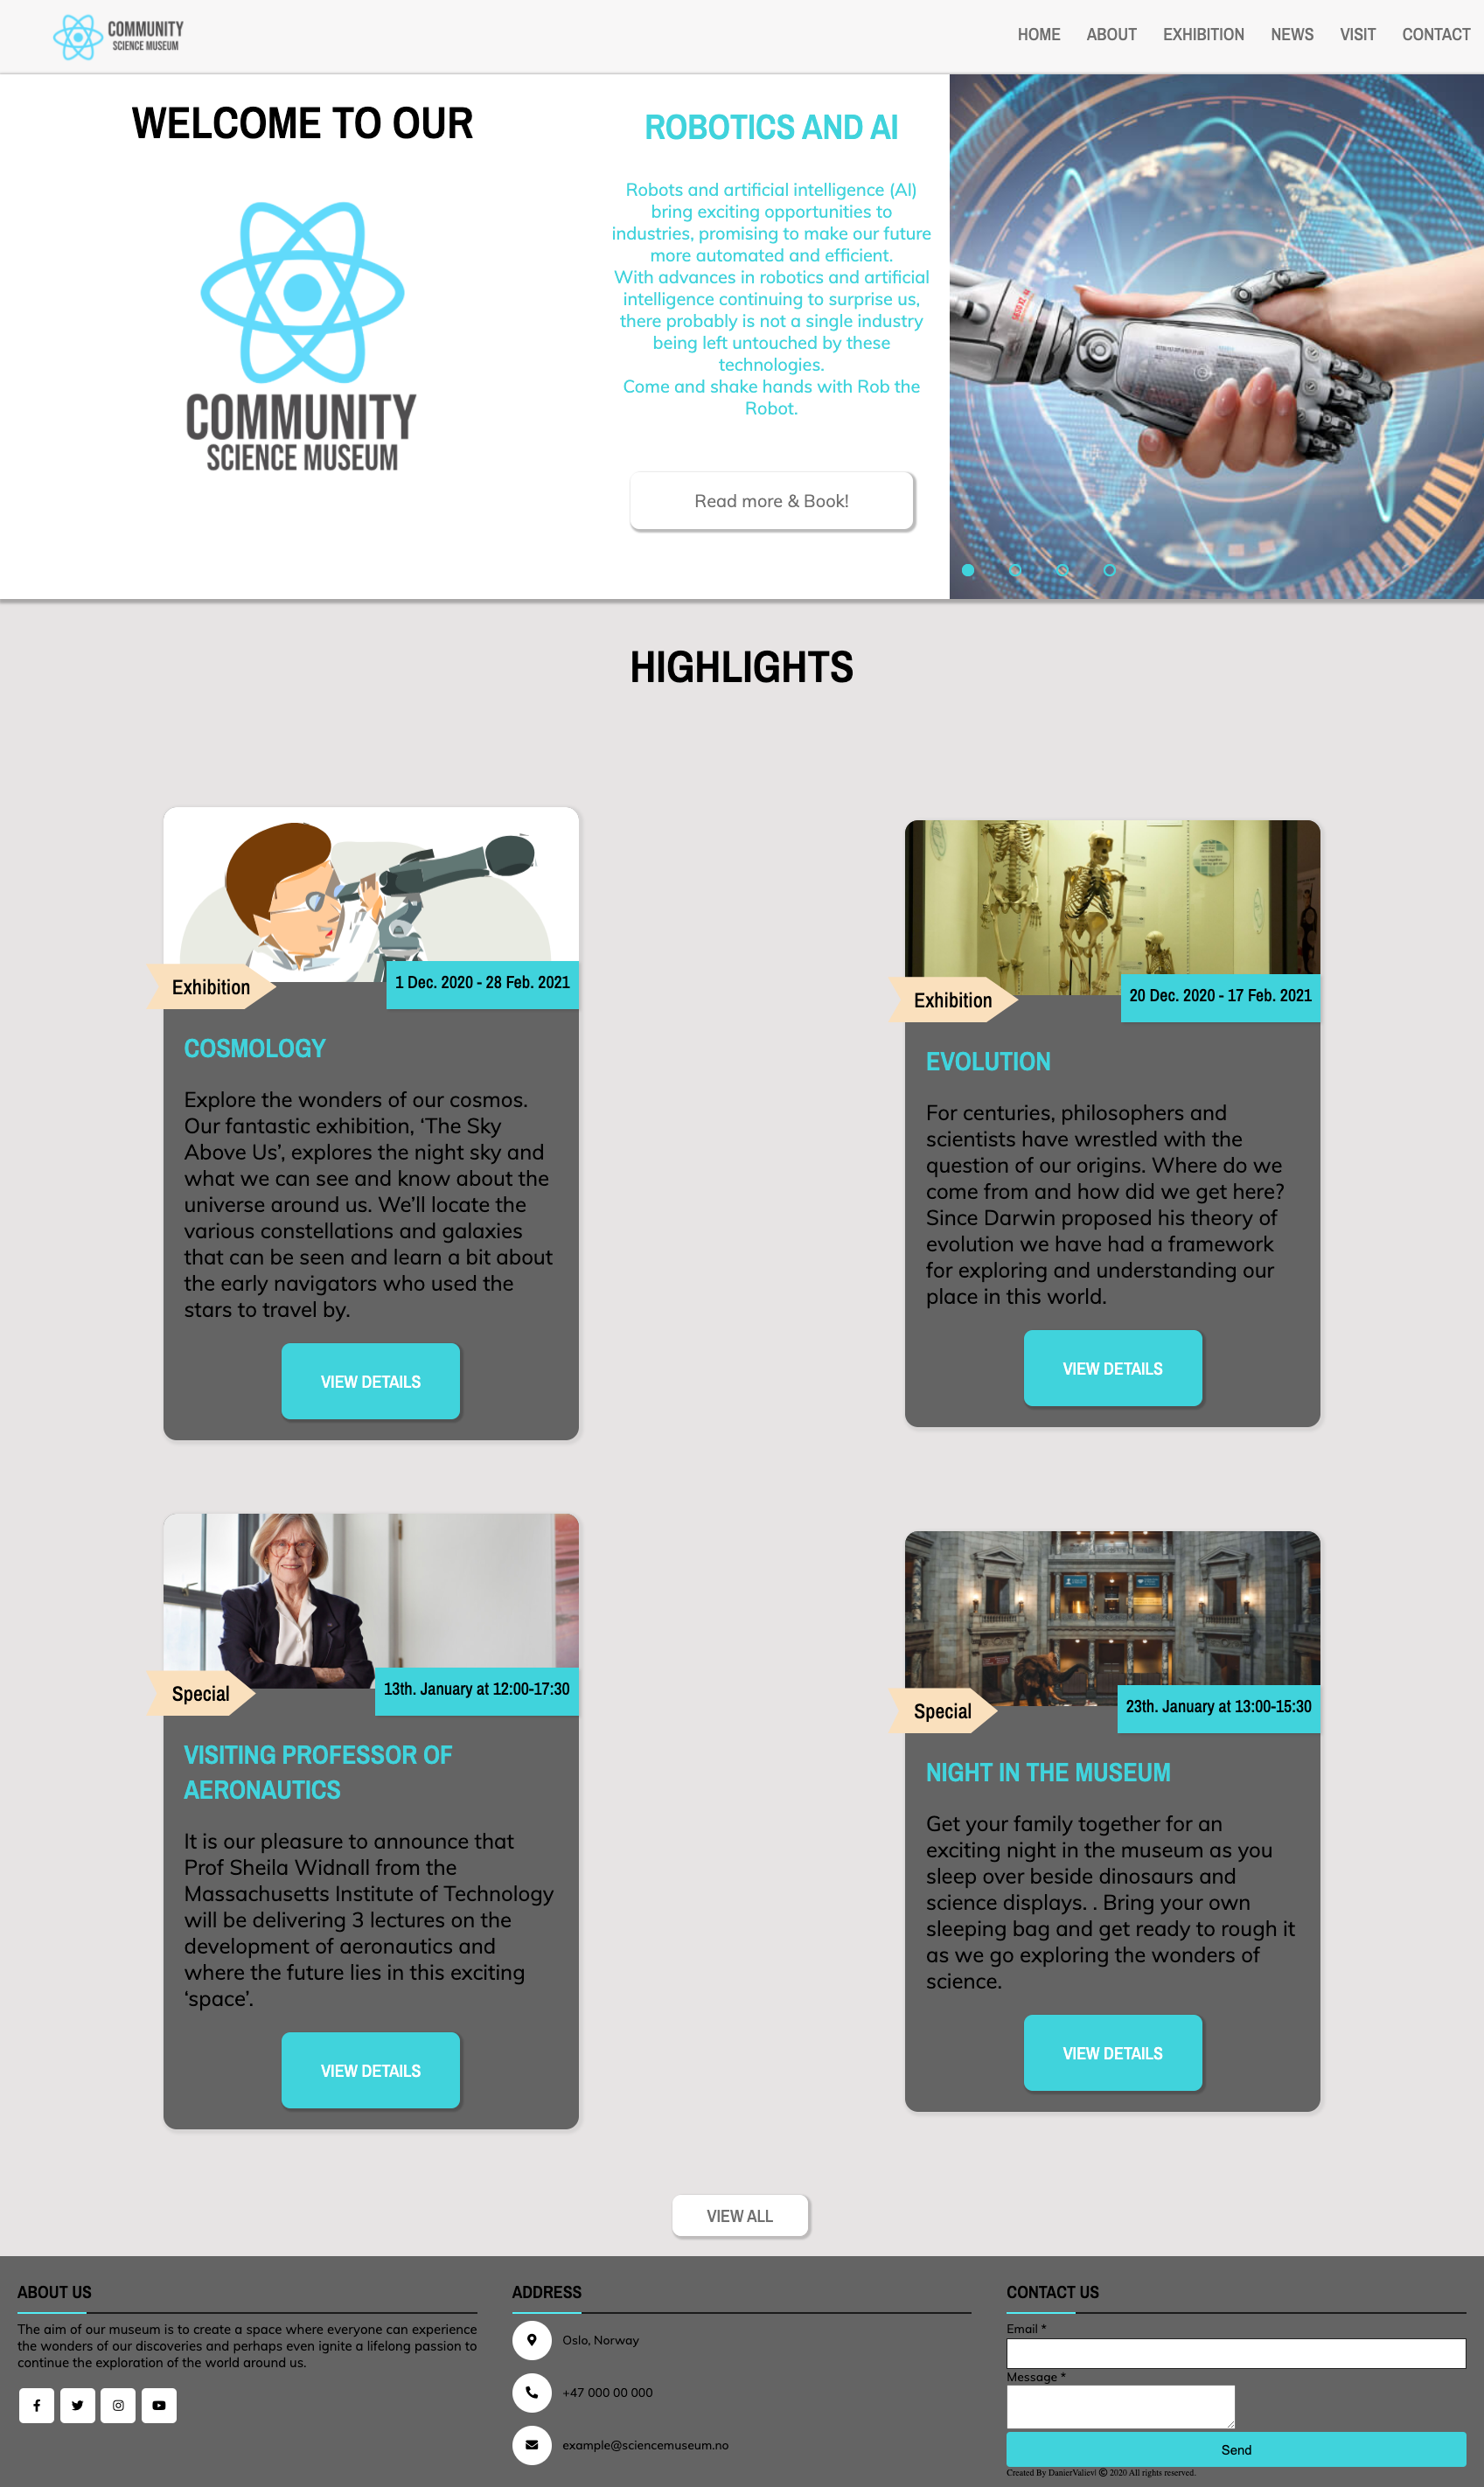 COMMUNITY
SCIENCE MUSEUM
HOME ABOUT EXHIBITION NEWS VISIT CONTACT
WELCOME TO OUR
COMMUNITY
SCIENCE MUSEUM
ROBOTICS AND AI
Robots and artificial intelligence (AI)
bring exciting opportunities to
industries, promising to make our future
more automated and efficient.
With advances in robotics and artificial
intelligence continuing to surprise us,
there probably is not a single industry
being left untouched by these
technologies.
Come and shake hands with Rob the
Robot.
Read more & Book!
HIGHLIGHTS
Exhibition
1 Dec. 2020 - 28 Feb. 2021
COSMOLOGY
Explore the wonders of our cosmos.
Our fantastic exhibition, ‘The Sky
Above Us’, explores the night sky and
what we can see and know about the
universe around us. We’ll locate the
various constellations and galaxies
that can be seen and learn a bit about
the early navigators who used the
stars to travel by.
VIEW DETAILS
Exhibition
20 Dec. 2020 - 17 Feb. 2021
EVOLUTION
For centuries, philosophers and
scientists have wrestled with the
question of our origins. Where do we
come from and how did we get here?
Since Darwin proposed his theory of
evolution we have had a framework
for exploring and understanding our
place in this world.
VIEW DETAILS
Special
13th. January at 12:00-17:30
VISITING PROFESSOR OF
AERONAUTICS
It is our pleasure to announce that
Prof Sheila Widnall from the
Massachusetts Institute of Technology
will be delivering 3 lectures on the
development of aeronautics and
where the future lies in this exciting
‘space’.
VIEW DETAILS
Special
23th. January at 13:00-15:30
NIGHT IN THE MUSEUM
Get your family together for an
exciting night in the museum as you
sleep over beside dinosaurs and
science displays. . Bring your own
sleeping bag and get ready to rough it
as we go exploring the wonders of
science.
VIEW DETAILS
VIEW ALL
ABOUT US
The aim of our museum is to create a space where everyone can experience
the wonders of our discoveries and perhaps even ignite a lifelong passion to
continue the exploration of the world around us.
ADDRESS
Oslo, Norway
+47 000 00 000
example@sciencemuseum.no
CONTACT US
Email *
Message *
Send
Created By DanierValiev| © 2020 All rights reserved.